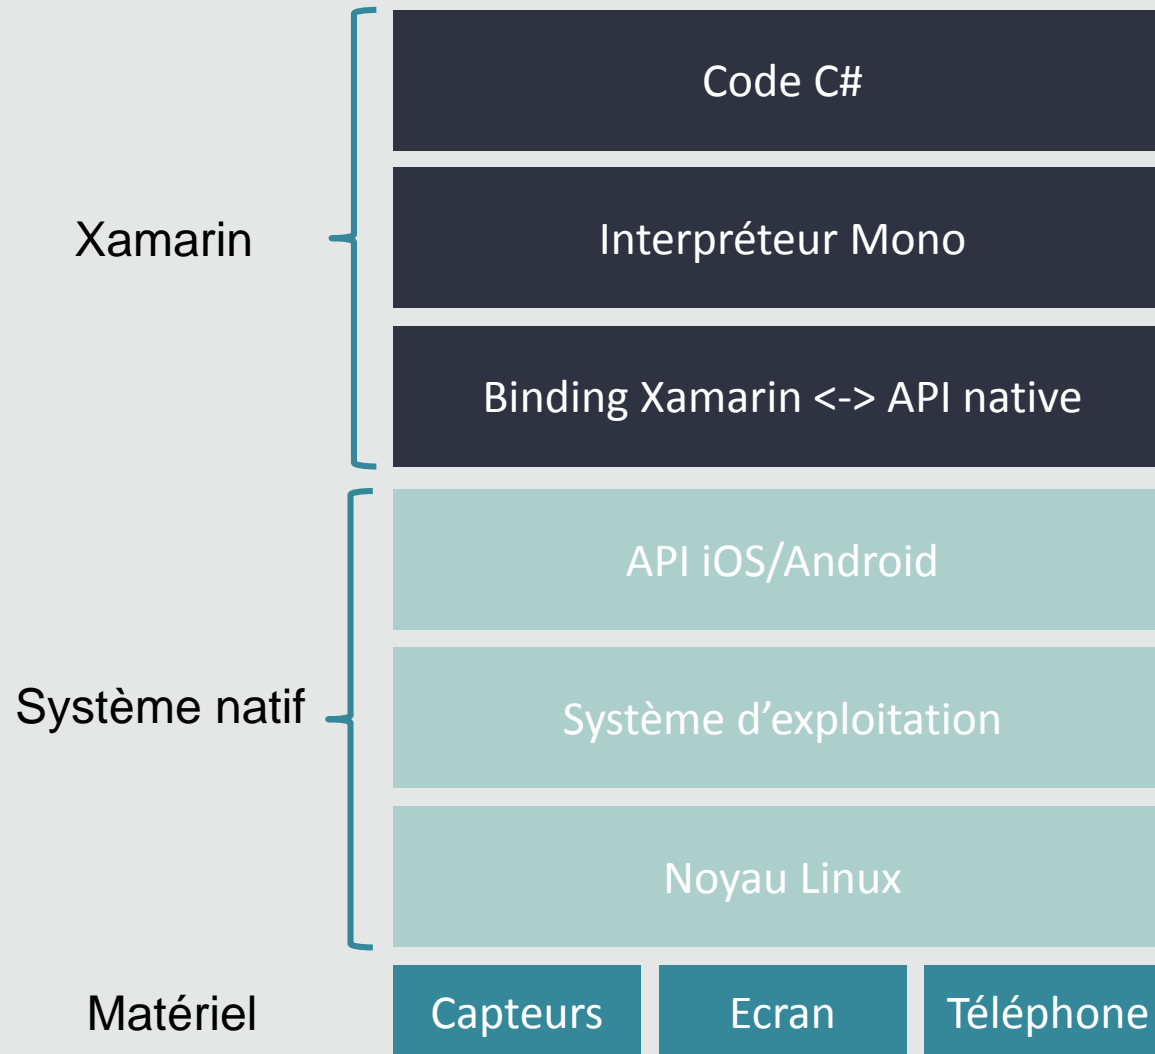 Code C#
Xamarin
Interpréteur Mono
Binding Xamarin <-> API native
API iOS/Android
Système natif
Système d’exploitation
Noyau Linux
Matériel
Capteurs
Ecran
Téléphone